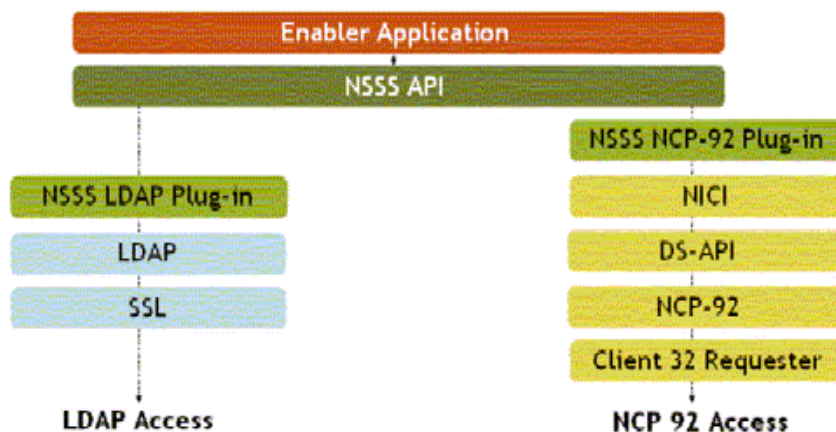 Enabler Application
NSSS API
NSSS LDAP Plug-in
LDAP
SSL
LDAP Access
NSSS NCP-92 Plug-in
NICI
DS-API
NCP-92
Client 32 Requester
NCP 92 Access